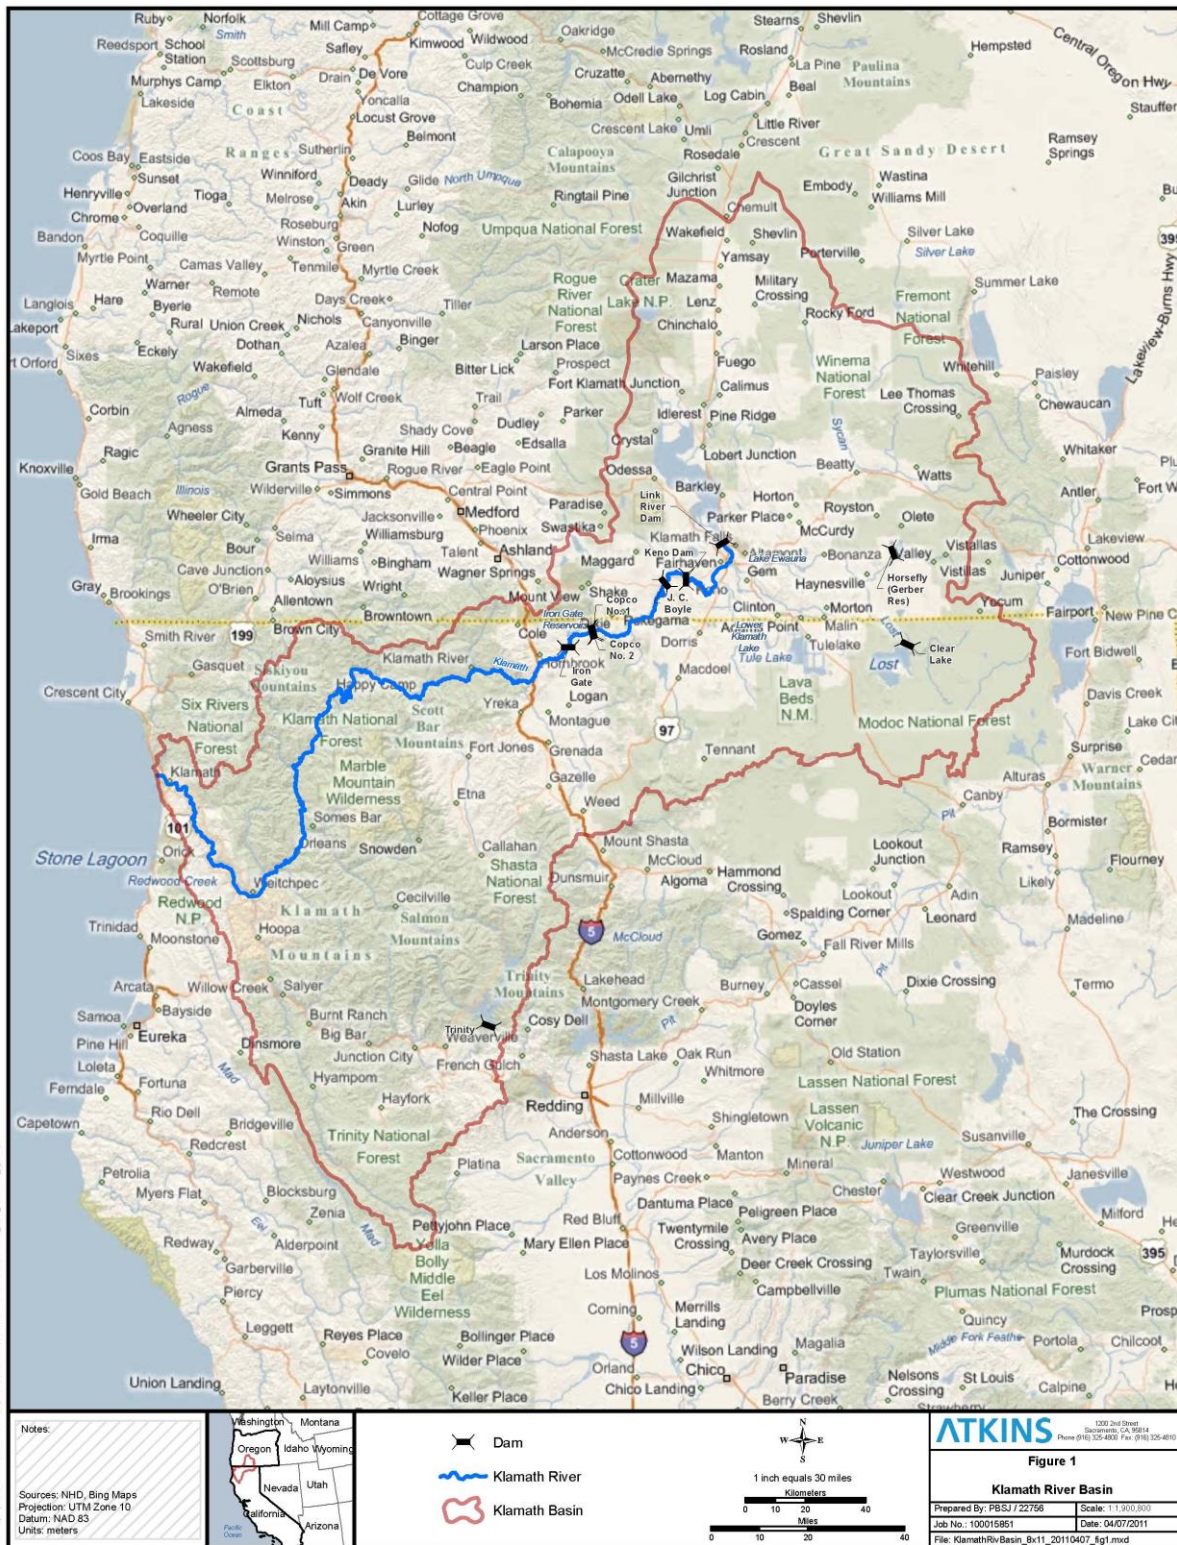 Ruby
Norfolk
Smith
Mill Camp
Cottage Grove
Oakridge
Stearns
Shevlin
Reedsport
School
Station
Safley
Kimwood
Wildwood
McCredie Springs
Rosland
Hempsted
Central Oregon Hwy
Scottsburg
Drain
De Vore
Culp Creek
Cruzatte
Abernethy
La Pine
Paulina
Mountains
Murphys Camp
Elkton
Champion
Beal
Stauffer
Lakeside
Yoncalla
Bohemia
Odell Lake
Log Cabin
Coast
Ranges
Locust Grove
Belmont
Crescent Lake
Umli
Little River
Crescent
Ramsey
Springs
Coos Bay
Eastside
Sutherlin
Calapooya
Mountains
Rosedale
Great Sandy Desert
Sunset
Winniford
Deady
Glide
North Umpqua
Gilchrist
Junction
Embody
Wastina
Henryville
Tioga
Melrose
Akin
Lurley
Ringtail Pine
Williams Mill
Chrome
Overland
Roseburg
Nofog
Umpqua National Forest
Chemult
Wakefield
Shevlin
Silver Lake
Bandon
Coquille
Winston
Green
Yamsay
Porterville
Silver Lake
395
Myrtle Point
Camas Valley
Tenmile
Myrtle Creek
Rogue
River
National
Forest
Crater
Lake N.P.
Mazama
Military
Crossing
Summer Lake
Langlois
Hare
Warner
Remote
Days Creek
Tiller
Lenz
Fremont
National
Forest
Lakeview-Burns Hwy
Lakeport
Byerle
Nichols
Canyonville
Chinchalo
Rocky Ford
Rural
Union Creek
Azalea
Binger
Larson Place
Sixes
Eckely
Dothan
Prospect
Fuego
Winema
National
Forest
Whitehill
Paisley
Wakefield
Glendale
Bitter Lick
Fort Klamath Junction
Calimus
Lee Thomas
Crossing
Chewaucan
Rogue
Tuft
Wolf Creek
Trail
Corbin
Almeda
Dudley
Parker
Idlerest
Pine Ridge
Agness
Kenny
Shady Cove
Edsalla
Crystal
Sycan
Whitaker
Ragic
Granite Hill
Beagle
Lobert Junction
Knoxville
Grants Pass
Rogue River
Eagle Point
Odessa
Beatty
Watts
Gold Beach
Illinois
Wilderville
Simmons
Central Point
Link
River
Dam
Barkley
Horton
Antler
Wheeler City
Jacksonville
Medford
Paradise
Parker Place
Royston
Olete
Irma
Bour
Selma
Williamsburg
Phoenix
Swastika
Klamath Falls
McCurdy
Vistallas
Lakeview
Cave Junction
Williams
Bingham
Talent
Ashland
Keno Dam
Altamont
Lake Ewauna
Bonanza
Valley
Cottonwood
Gray
O'Brien
Aloysius
Wright
Wagner Springs
Maggard
Fairhaven
Gem
Haynesville
Horsefly
(Gerber
Res)
Vistillas
Juniper
Brookings
Allentown
Browntown
Mount View
Shake
J. C.
Boyle
Clinton
Morton
Yocum
Fairport
Smith River
199
Brown City
Iron Gate
Reservoir
Copco
No. 1
Malin
Cole
Dorris
Lower
Klamath
Lake
Tulelake
Lost
Gasquet
Siskiyou
Mountains
Klamath River
Klamath
Hornbrook
Copco
No. 2
Tule Lake
Lost
Clear
Lake
Fort Bidwell
Crescent City
Happy Camp
Iron
Gate
Macdoel
Six Rivers
National
Forest
Klamath National
Forest
Scott
Bar
Mountains
Yreka
Logan
Lava
Beds
N.M.
Davis Creek
Montague
97
Modoc National Forest
Fort Jones
Grenada
Tennant
Surprise
Klamath
Marble
Mountain
Wilderness
Gazelle
Alturas
Warner
Mountains
Etna
Weed
Canby
101
Somes Bar
Pit
Bormister
Stone Lagoon
Orick
Orleans
Snowden
Callahan
Mount Shasta
Lookout
Junction
Ramsey
Flourney
Redwood Creek
Weitchpec
Shasta
National
Forest
Dunsmuir
McCloud
Hammond
Crossing
Likely
Redwood
N.P.
Cecilville
Algoma
Lookout
Adin
Klamath
Mountains
Salmon
Mountains
Spalding Corner
Leonard
Madeline
Trinidad
Hoopa
5
McCloud
Gomez
Fall River Mills
Moonstone
Trinity
Mountains
Pit
Arcata
Willow Creek
Salyer
Lakehead
Burney
Cassel
Dixie Crossing
Termo
Samoa
Bayside
Burnt Ranch
Montgomery Creek
Doyles
Corner
Eureka
Big Bar
Trinity
Weaverville
Cosy Dell
Pit
Pine Hill
Dinsmore
Junction City
French Gulch
Shasta Lake
Oak Run
Old Station
Loleta
Mad
Hyampom
Whitmore
Lassen National Forest
Ferndale
Fortuna
Hayfork
Redding
Millville
Lassen
Volcanic
N.P.
The Crossing
Capetown
Rio Dell
Bridgeville
Trinity National
Forest
Anderson
Shingletown
Juniper Lake
Susanville
Redcrest
Platina
Sacramento
Valley
Cottonwood
Manton
Petrolia
Mineral
Westwood
Janesville
Myers Flat
Blocksburg
Paynes Creek
Chester
Clear Creek Junction
Zenia
Mad
Pettyjohn Place
Red Bluff
Dantuma Place
Peligreen Place
Milford
Eel
Alderpoint
Yolla
Bolly
Middle
Eel
Wilderness
Mary Ellen Place
Twentymile
Crossing
Avery Place
Greenville
Redway
Deer Creek Crossing
Taylorsville
Murdock
Crossing
395
Garberville
Los Molinos
Campbellville
Twain
Piercy
Plumas National Forest
Corning
Merrills
Landing
Quincy
Leggett
Reyes Place
Bollinger Place
5
Wilson Landing
Magalia
Portola
Chilcoot
Covelo
Wilder Place
Orland
Chico
Paradise
Nelsons
Crossing
St Louis
Calpine
Union Landing
Laytonville
Keller Place
Chico Landing
Berry Creek
Strawberry
Notes:
Sources: NHD, Bing Maps
Projection: UTM Zone 10
Datum: NAD 83
Units: meters
Washington
Montana
Oregon
Idaho
Wyoming
Nevada
Utah
California
Arizona
Pacific
Ocean
Dam
Klamath River
Klamath Basin
N
W E
S
1 inch equals 30 miles
Kilometers
10 0 20 40
Miles
10 0 20 40
ATKINS
1200 2nd Street
Sacramento, CA, 95814
Phone (916) 325-4800 Fax: (916) 325-4810
Figure 1
Klamath River Basin
Prepared By: PBSJ / 22756
Scale: 1:1,900,800
Job No.: 100015851
Date: 04/07/2011
File: KlamathRivBasin_8x11_20110407_fig1.mxd